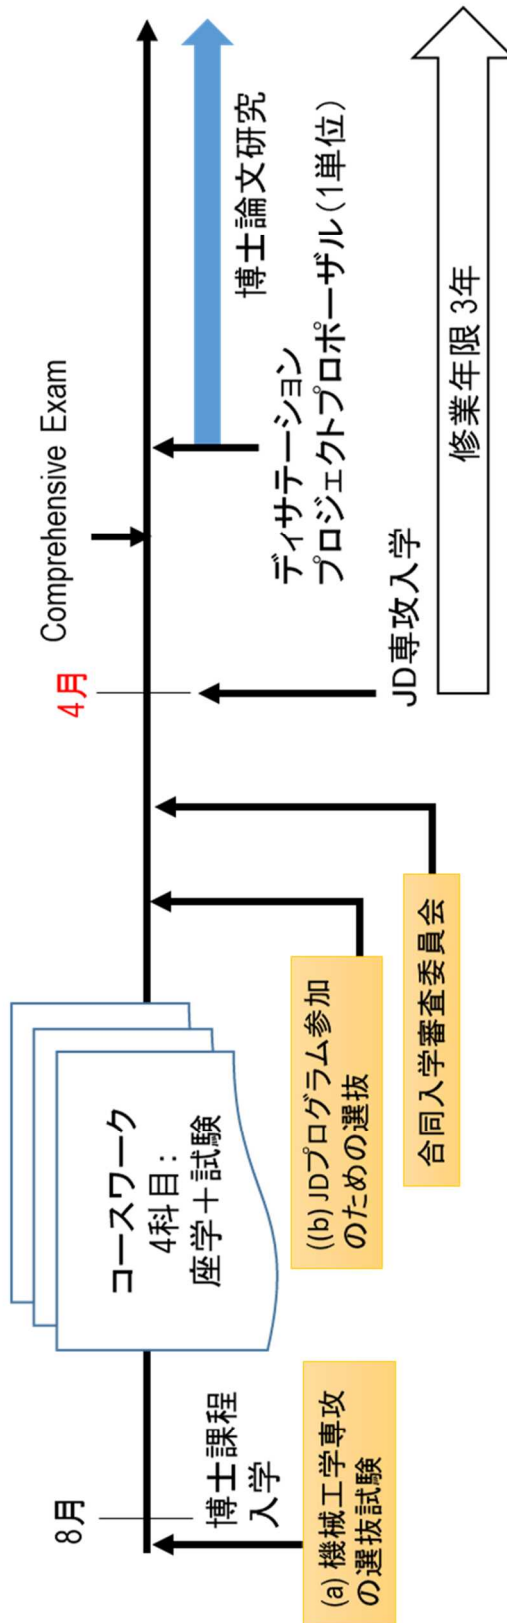 8月
博士課程
入学
(a) 機械工学専攻
の選抜試験
コースワーク
4科目：
座学＋試験
((b) JDプログラム参加
のための選抜
合同入学審査委員会
4月
JD専攻入学
Comprehensive Exam
ディサテーション
プロジェクトプロポーザル（1単位）
博士論文研究
修業年限 3年